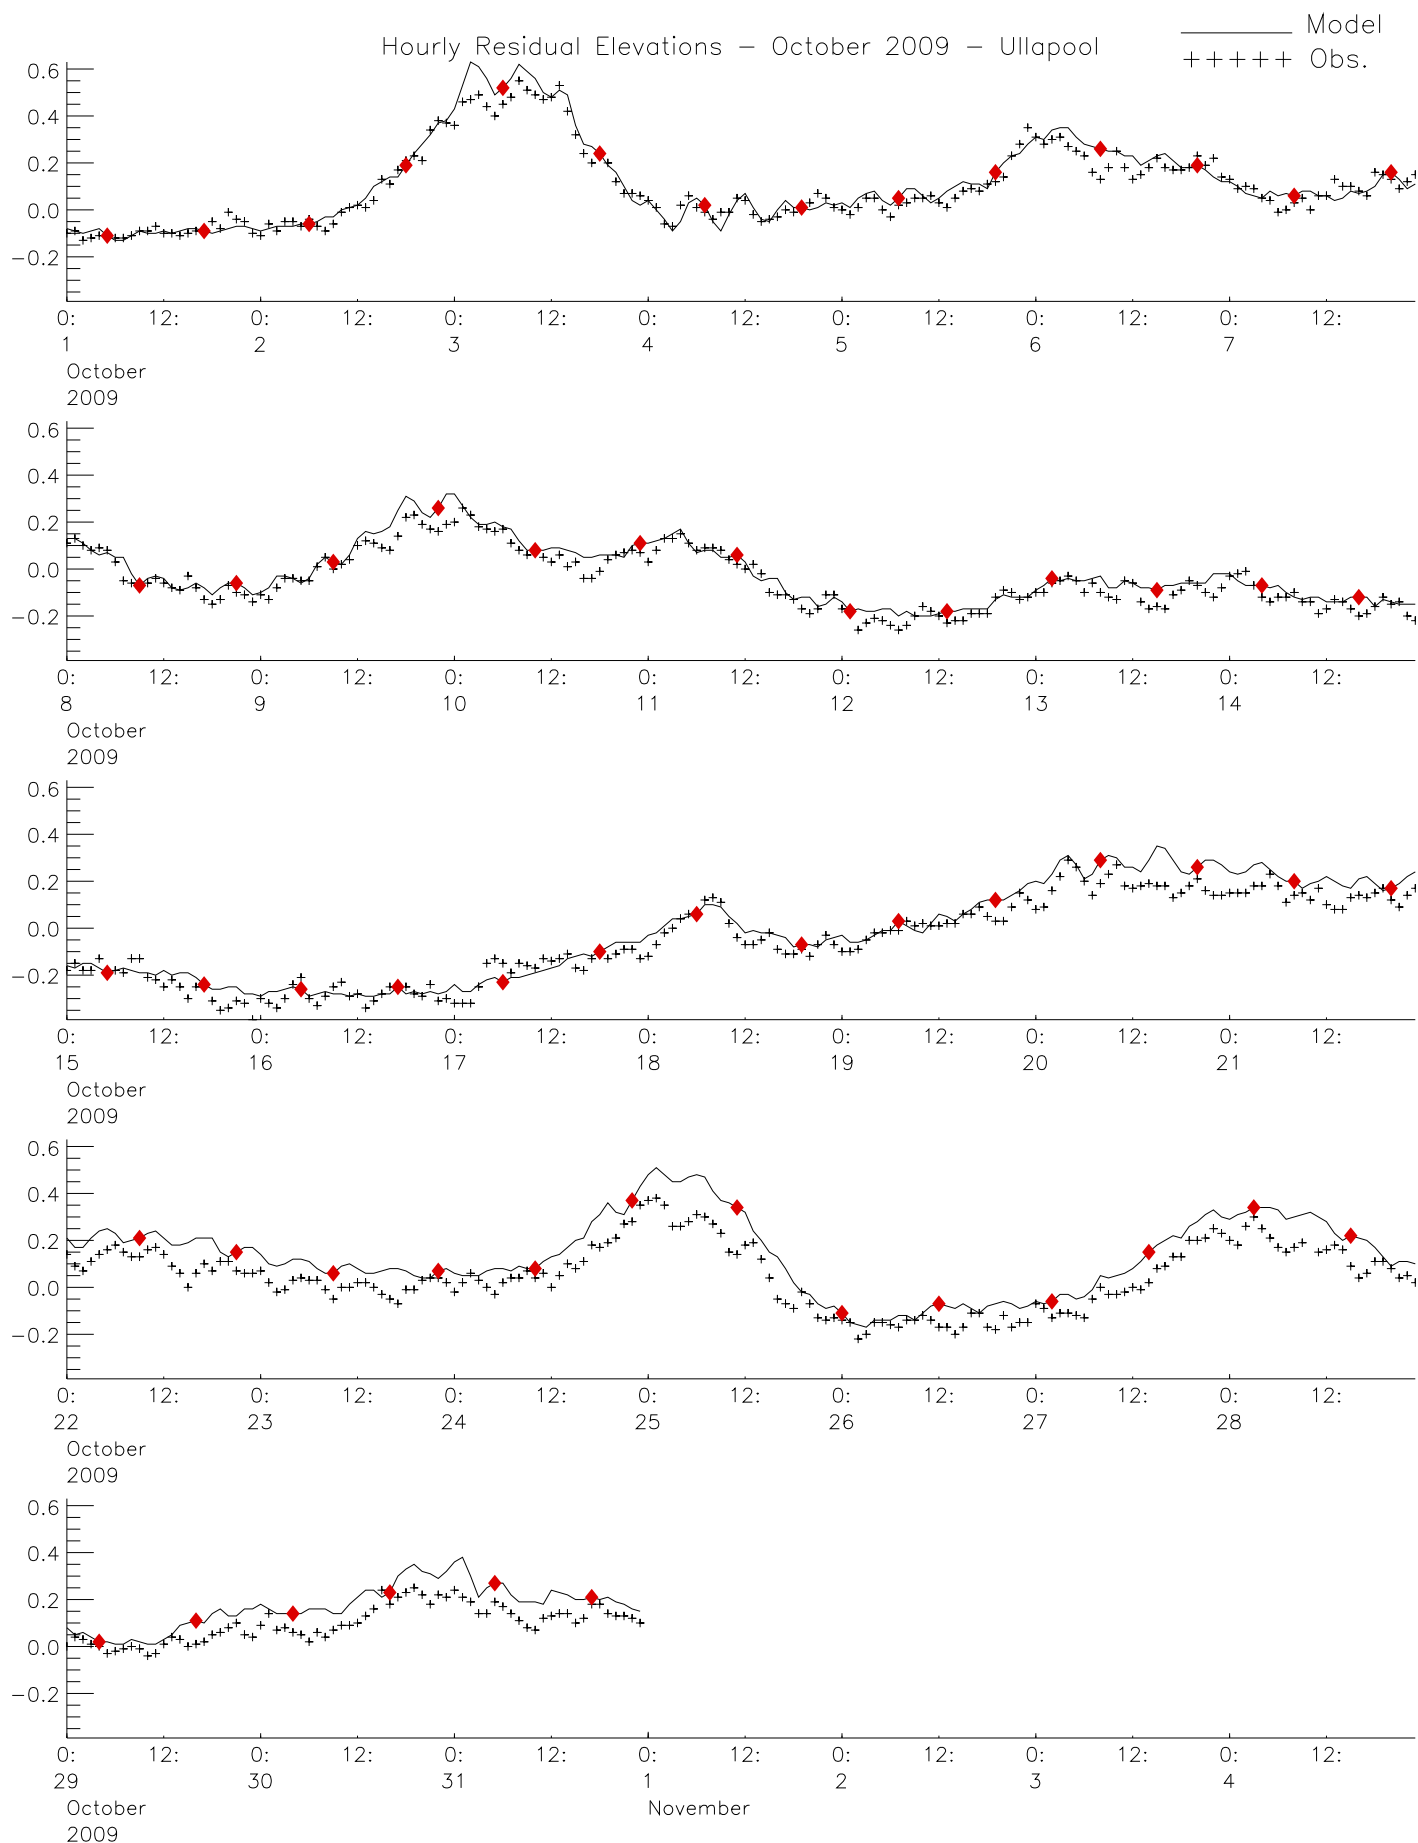 Model
Hourly Residual Elevations − October 2009 − Ullapool
+++++ Obs.
0.6
0.4
0.2
0.0
−0.2
0: 12: 0: 12: 0: 12: 0: 12: 0: 12: 0: 12: 0: 12:
1 2 3 4 5 6 7
October
2009
0.6
0.4
0.2
0.0
−0.2
0: 12: 0: 12: 0: 12: 0: 12: 0: 12: 0: 12: 0: 12:
8 9 10 11 12 13 14
October
2009
0.6
0.4
0.2
0.0
−0.2
0: 12: 0: 12: 0: 12: 0: 12: 0: 12: 0: 12: 0: 12:
15 16 17 18 19 20 21
October
2009
0.6
0.4
0.2
0.0
−0.2
0: 12: 0: 12: 0: 12: 0: 12: 0: 12: 0: 12: 0: 12:
22 23 24 25 26 27 28
October
2009
0.6
0.4
0.2
0.0
−0.2
0: 12: 0: 12: 0: 12: 0: 12: 0: 12: 0: 12: 0: 12:
29 30 31 1 2 3 4
October November
2009